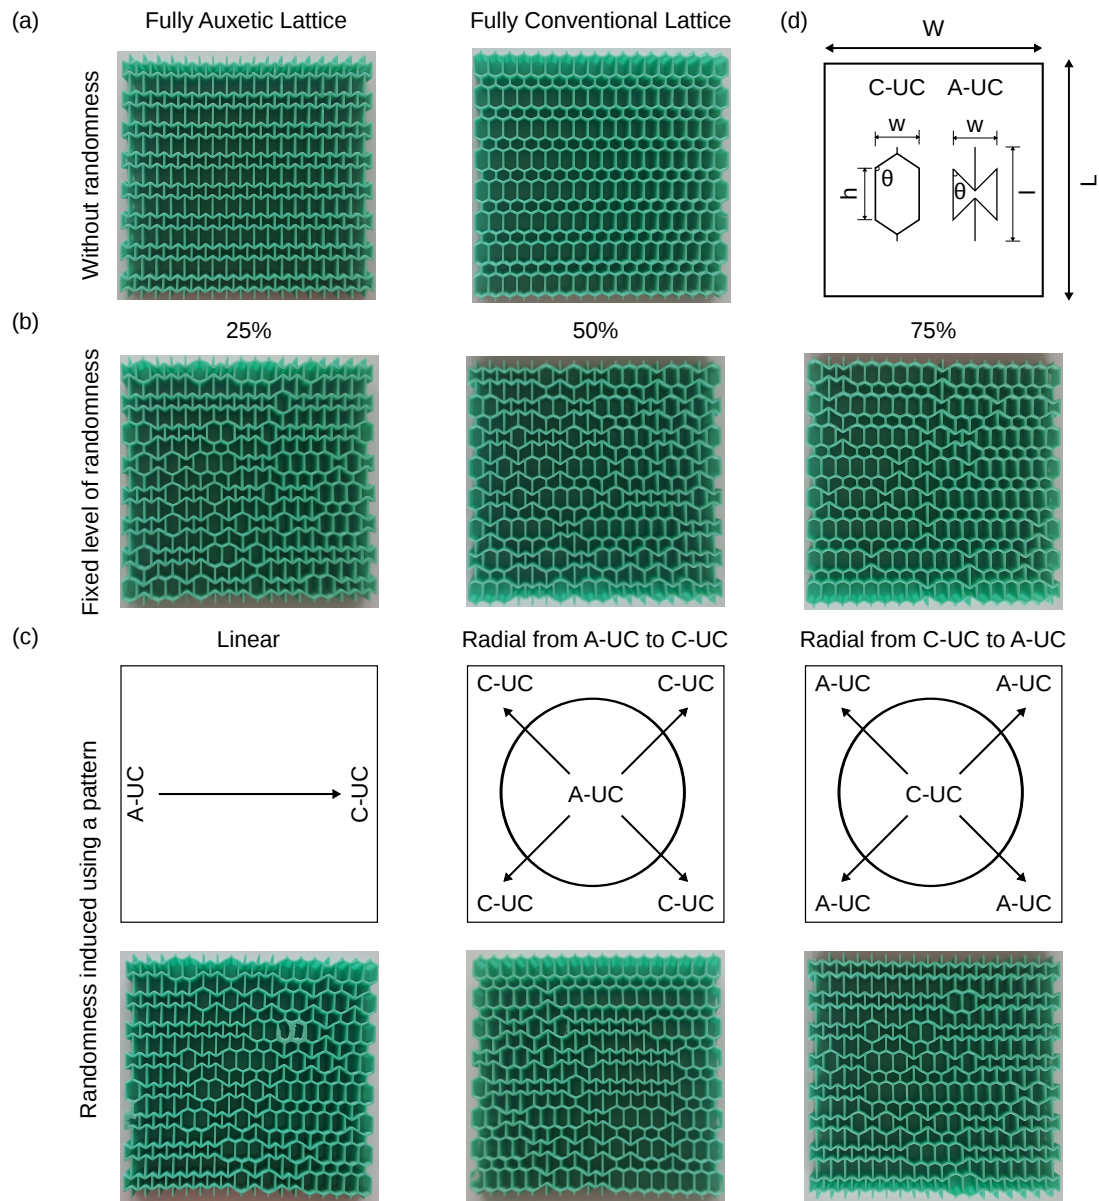 (a)
Fully Auxetic Lattice
Fully Conventional Lattice
(d)
Without randomness
W
C-UC
A-UC
w
w
h
θ
θ
l
L
(b)
25%
50%
75%
Fixed level of randomness
(c)
Linear
Radial from A-UC to C-UC
Radial from C-UC to A-UC
Randomness induced using a pattern
A-UC
C-UC
C-UC
C-UC
A-UC
C-UC
C-UC
A-UC
A-UC
C-UC
A-UC
A-UC